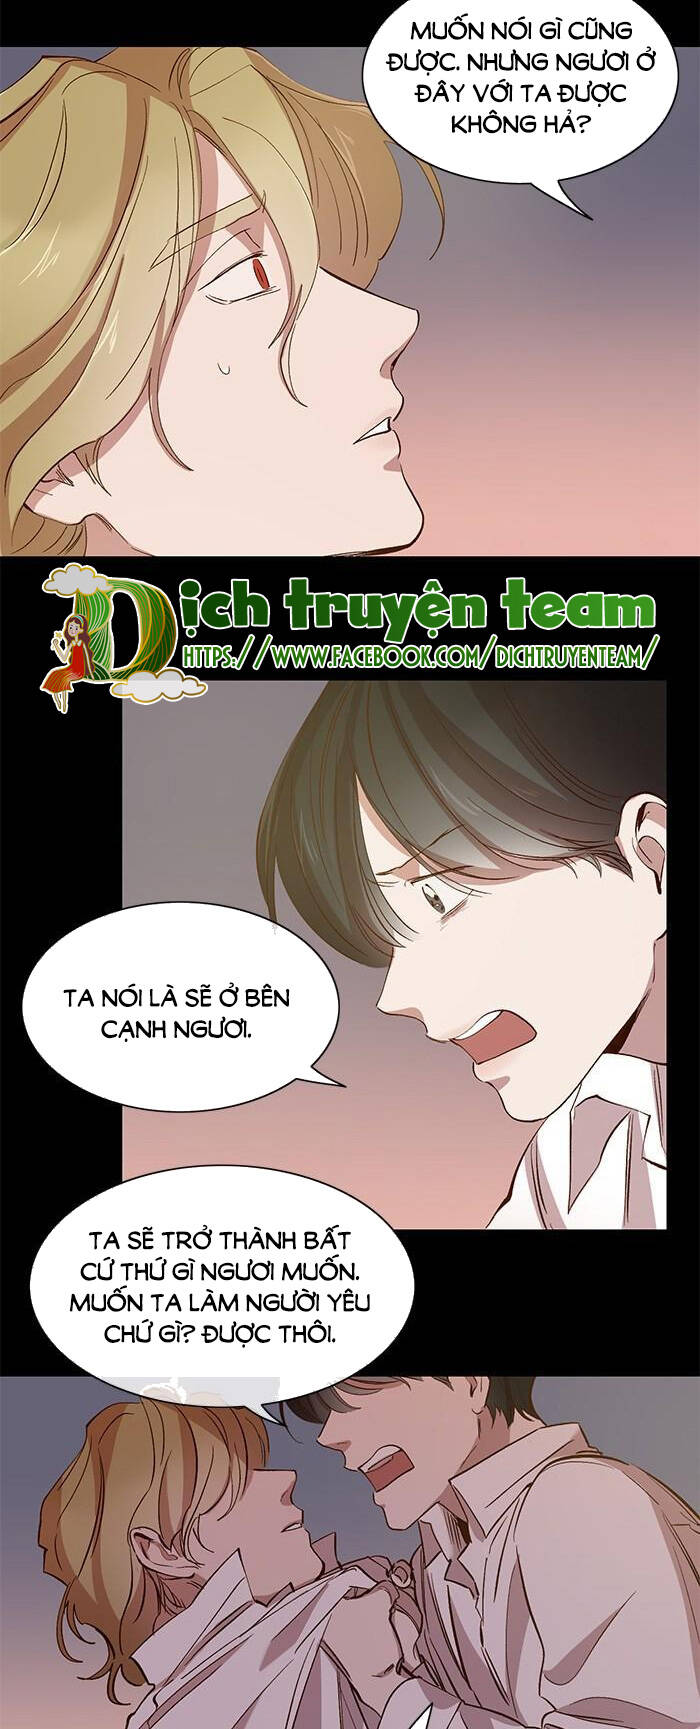 MUỐN NÓI GÌ CŨNG
ĐƯỢC. NHƯNG NGƯƠI Ở
ĐÂY VỚI TA ĐƯỢC
KHÔNG HẢ?
Dịch truyện team
HTTPS://WWW.FACEBOOK.COM/DICHTRUYENTEAM/
TA NÓI LÀ SẼ Ở BÊN
CẠNH NGƯƠI.
TA SẼ TRỞ THÀNH BẤT
CỨ THỨ GÌ NGƯƠI MUỐN.
MUỐN TA LÀM NGƯỜI YÊU
CHỨ GÌ? ĐƯỢC THÔI.